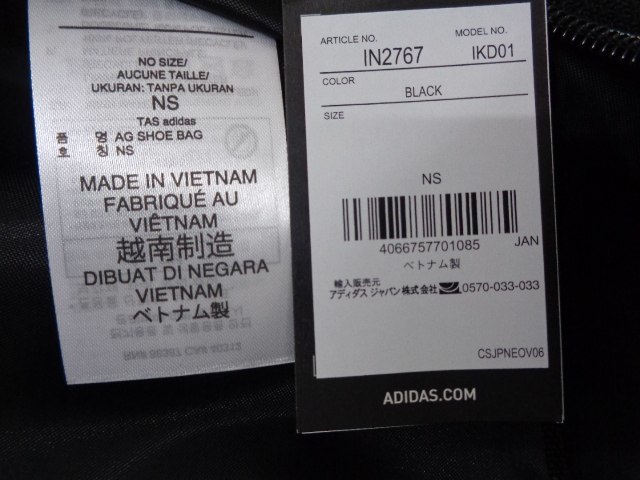 NO SIZE/
AUCUNE TAILLE/
UKURAN: TANPA UKURAN
NS
TAS adidas
품 명 AG SHOE BAG
호 칭 NS
MADE IN VIETNAM
FABRIQUÉ AU
VIÊTNAM
越南制造
DIBUAT DI NEGARA
VIETNAM
ベトナム製
ARTICLE NO. MODEL NO.
IN2767 IKD01
COLOR
BLACK
SIZE
NS
4066757701085 JAN
ベトナム製
輸入販売元
アディダス ジャパン株式会社 0570-033-033
CSJPNEOV06
ADIDAS.COM